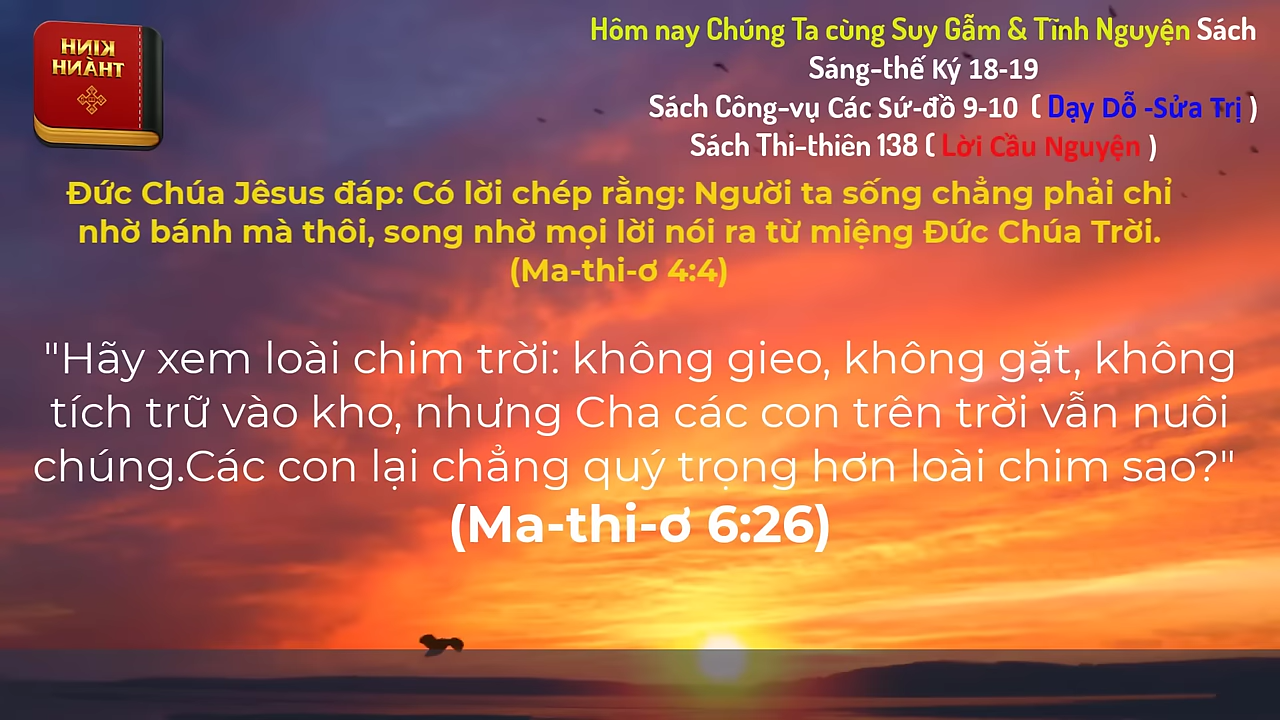 KINH
THÁNH
Hôm nay Chúng Ta cùng Suy Gẫm & Tĩnh Nguyện Sách
Sáng-thế Ký 18-19
Sách Công-vụ Các Sứ-đồ 9-10 ( Dạy Dỗ -Sửa Trị )
Sách Thi-thiên 138 ( Lời Cầu Nguyện )
Đức Chúa Jêsus đáp: Có lời chép rằng: Người ta sống chẳng phải chỉ
nhờ bánh mà thôi, song nhờ mọi lời nói ra từ miệng Đức Chúa Trời.
(Ma-thi-ơ 4:4)
"Hãy xem loài chim trời: không gieo, không gặt, không
tích trữ vào kho, nhưng Cha các con trên trời vẫn nuôi
chúng.Các con lại chẳng quý trọng hơn loài chim sao?"
(Ma-thi-ơ 6:26)